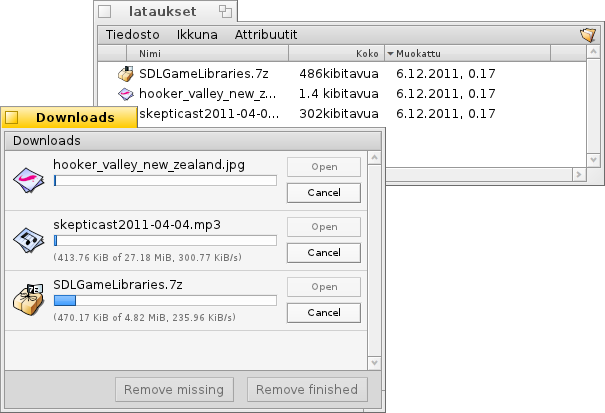 lataukset
Tiedosto Ikkuna Attribuutit
Nimi Koko Muokattu
SDLGameLibraries.7z 486kibitavua 6.12.2011, 0.17
hooker_valley_new_z... 1.4 kibitavua 6.12.2011, 0.17
skepticast2011-04-0... 302kibitavua 6.12.2011, 0.17
Downloads
Downloads
hooker_valley_new_zealand.jpg
Open
Cancel
skepticast2011-04-04.mp3
Open
(413.76 KiB of 27.18 MiB, 300.77 KiB/s)
Cancel
SDLGameLibraries.7z
Open
(470.17 KiB of 4.82 MiB, 235.96 KiB/s)
Cancel
Remove missing Remove finished